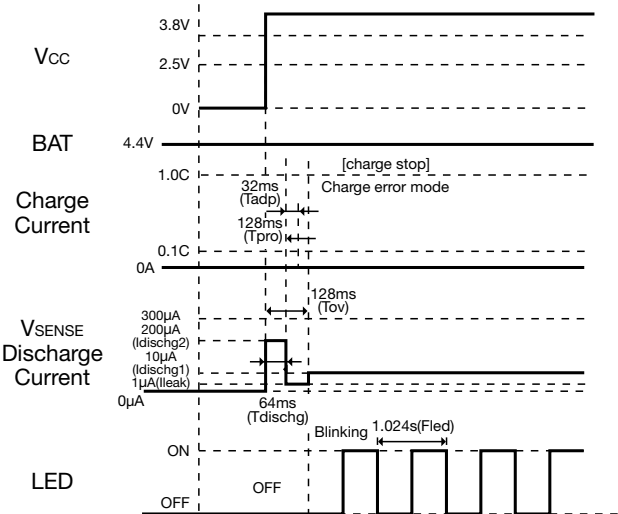 3.8V
VCC
2.5V
0V
BAT
4.4V
1.0C
[charge stop]
Charge error mode
32ms
(Tadp)
Charge
Current
128ms
(Tpro)
0.1C
0A
128ms
(Tov)
300µA
200µA
(Idischg2)
10µA
(Idischg1)
1µA(Ileak)
0µA
VSENSE
Discharge
Current
64ms
(Tdischg)
Blinking
1.024s(Fled)
ON
LED
OFF
OFF